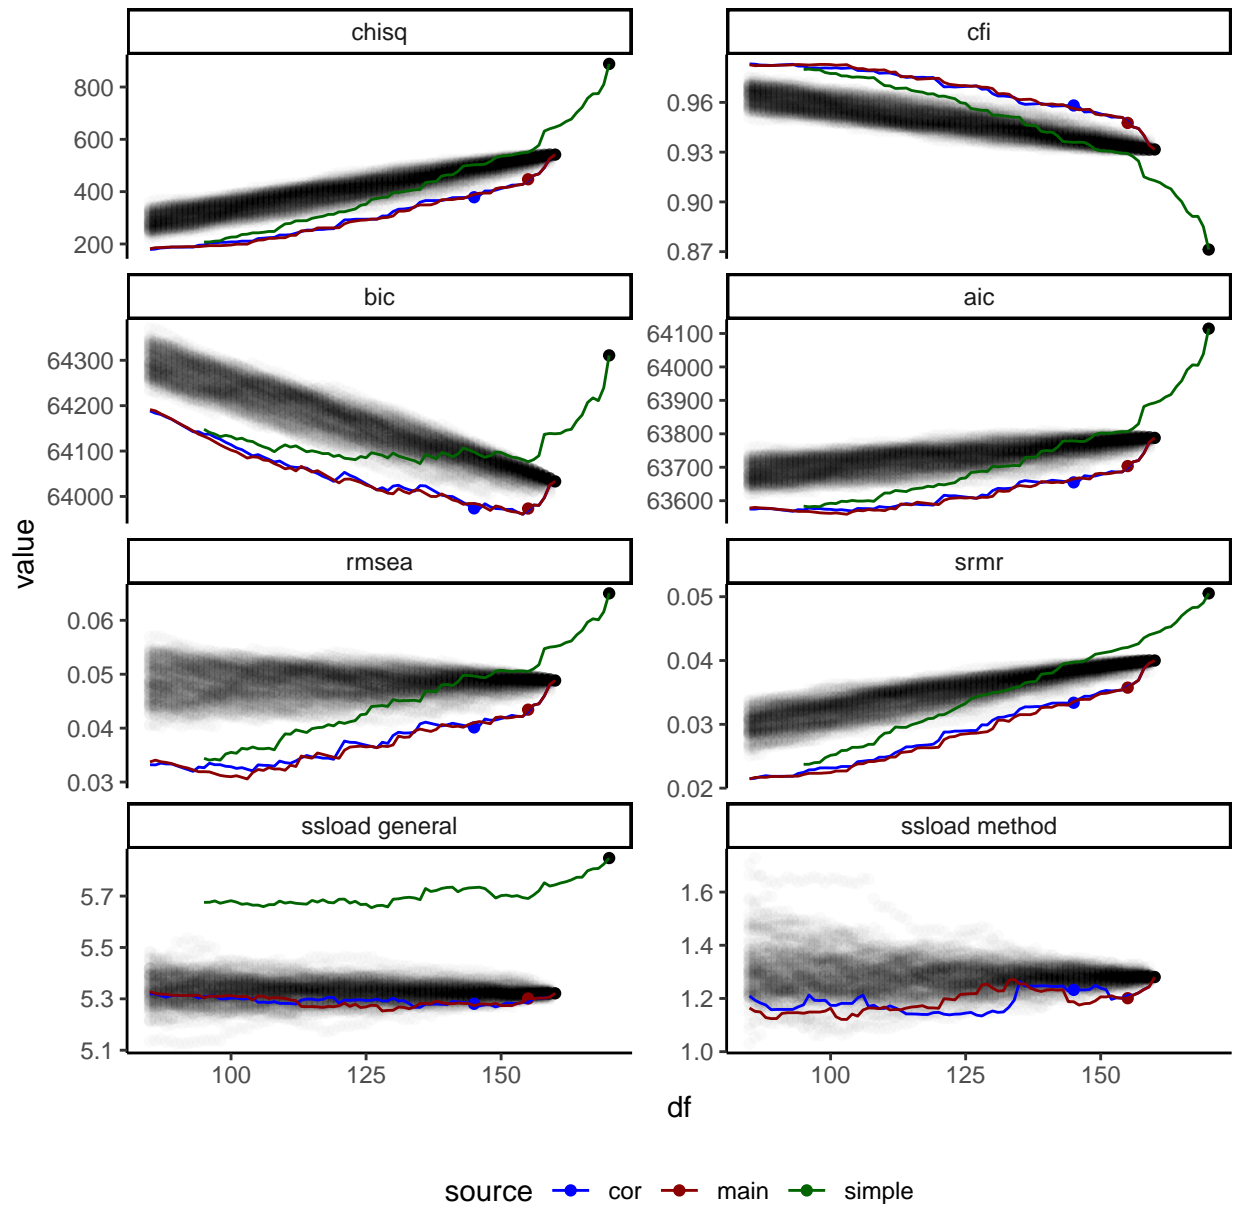 chisq
cfi
800
600
400
200
0.96
0.93
0.90
0.87
bic
aic
64300
64200
64100
64000
64100
64000
63900
63800
63700
63600
value
rmsea
srmr
0.06
0.05
0.04
0.03
0.05
0.04
0.03
0.02
ssload general
ssload method
5.7
5.5
5.3
5.1
1.6
1.4
1.2
1.0
100 125 150
100 125 150
df
source cor main simple